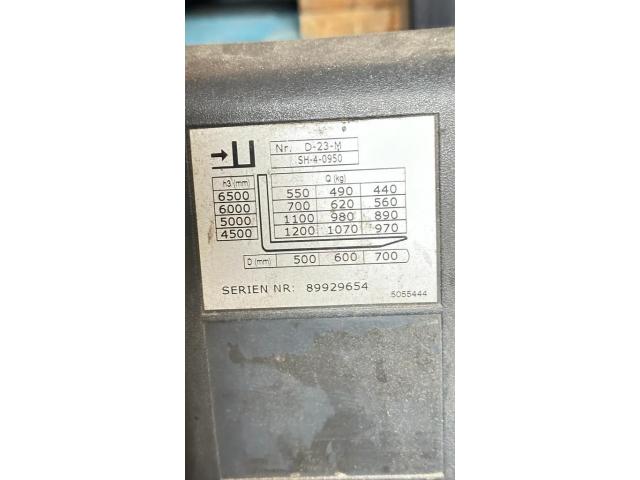 Nr. D-23-M
SH-4-0950
h3 (mm) Q (kg)
6500 550 490 440
6000 700 620 560
5000 1100 980 890
4500 1200 1070 970
D (mm) 500 600 700
SERIEN NR: 89929654
5055444